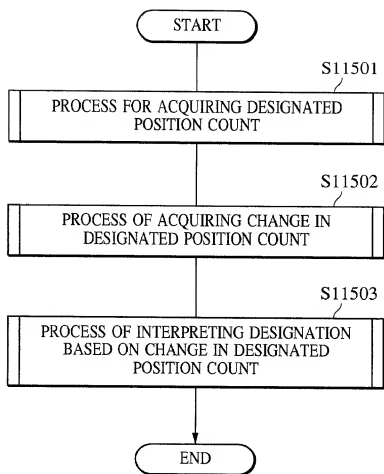 START
S11501
PROCESS FOR ACQUIRING DESIGNATED
POSITION COUNT
S11502
PROCESS OF ACQUIRING CHANGE IN
DESIGNATED POSITION COUNT
S11503
PROCESS OF INTERPRETING DESIGNATION
BASED ON CHANGE IN DESIGNATED
POSITION COUNT
END